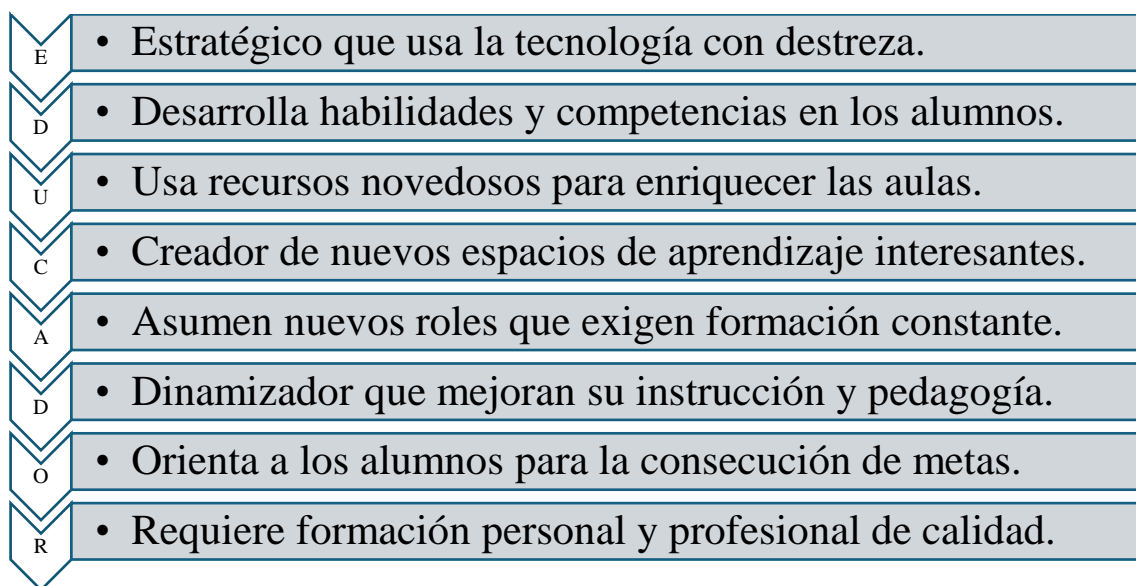 E • Estratégico que usa la tecnología con destreza.
D • Desarrolla habilidades y competencias en los alumnos.
U • Usa recursos novedosos para enriquecer las aulas.
C • Creador de nuevos espacios de aprendizaje interesantes.
A • Asumen nuevos roles que exigen formación constante.
D • Dinamizador que mejoran su instrucción y pedagogía.
O • Orienta a los alumnos para la consecución de metas.
R • Requiere formación personal y profesional de calidad.